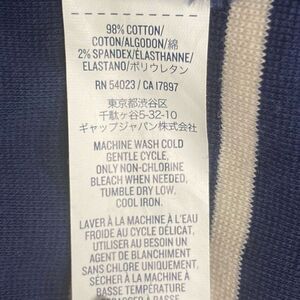 98% COTTON/
COTON/ALGODON/綿
2% SPANDEX/ÉLASTHANNE/
ELASTANO/ポリウレタン
RN 54023 / CA 17897
東京都渋谷区
千駄ヶ谷5-32-10
ギャップジャパン株式会社
MACHINE WASH COLD
GENTLE CYCLE,
ONLY NON-CHLORINE
BLEACH WHEN NEEDED,
TUMBLE DRY LOW,
COOL IRON.
LAVER À LA MACHINE À L'EAU
FROIDE AU CYCLE DÉLICAT,
UTILISER AU BESOIN UN
AGENT DE BLANCHIMENT
SANS CHLORE UNIQUEMENT,
SÉCHER À LA MACHINE À
BASSE